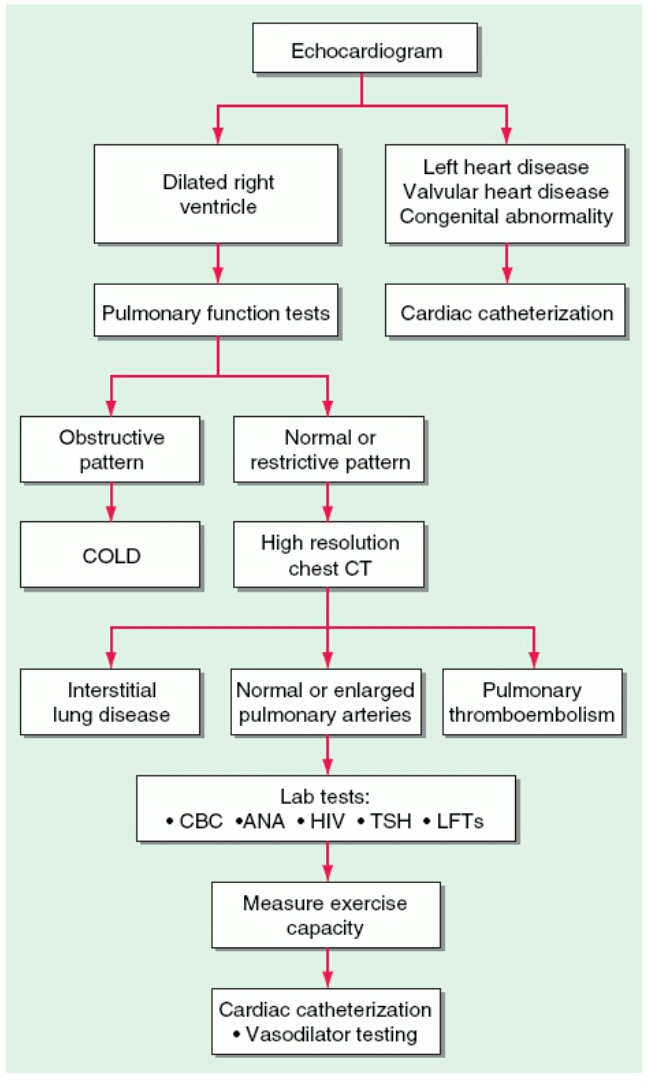 Echocardiogram
Dilated right
ventricle
Left heart disease
Valvular heart disease
Congenital abnormality
Pulmonary function tests
Cardiac catheterization
Obstructive
pattern
Normal or
restrictive pattern
COLD
High resolution
chest CT
Interstitial
lung disease
Normal or enlarged
pulmonary arteries
Pulmonary
thromboembolism
Lab tests:
• CBC •ANA • HIV • TSH • LFTs
Measure exercise
capacity
Cardiac catheterization
• Vasodilator testing